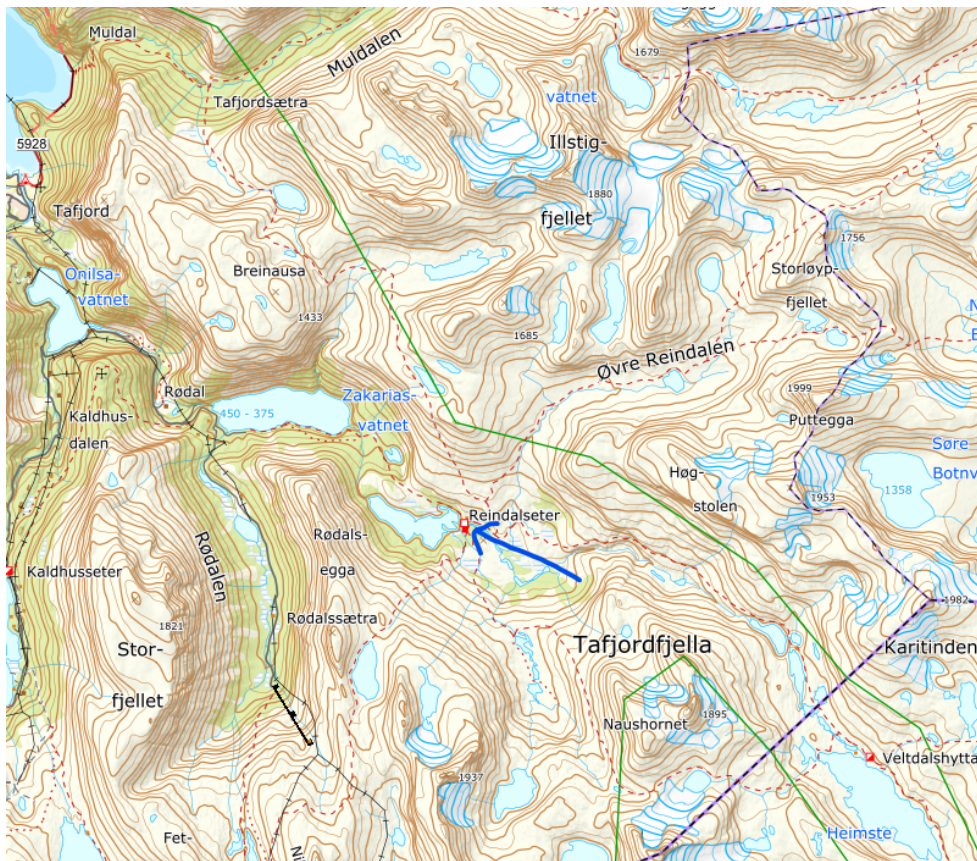 Muldal
Muldalen
1679
Tafjordsætra
vatnet
5928
Illstig-
1880
fjellet
Tafjord
1756
Onilsa-
vatnet
Breinausa
Storløyp-
fjellet
1433
1685
Øvre Reindalen
Rødal
Zakarias-
vatnet
450 - 375
1999
Puttegga
Kaldhus-
dalen
Søre
Botnv
Høg-
stolen
1358
1953
Reindalseter
Rødals-
egga
Kaldhusseter
Rødalen
Rødalssætra
1982
1821
Stor-
fjellet
Tafjordfjella
Karitinden
Naushornet
1895
Veltdalshytta
1937
Heimste
Fet-